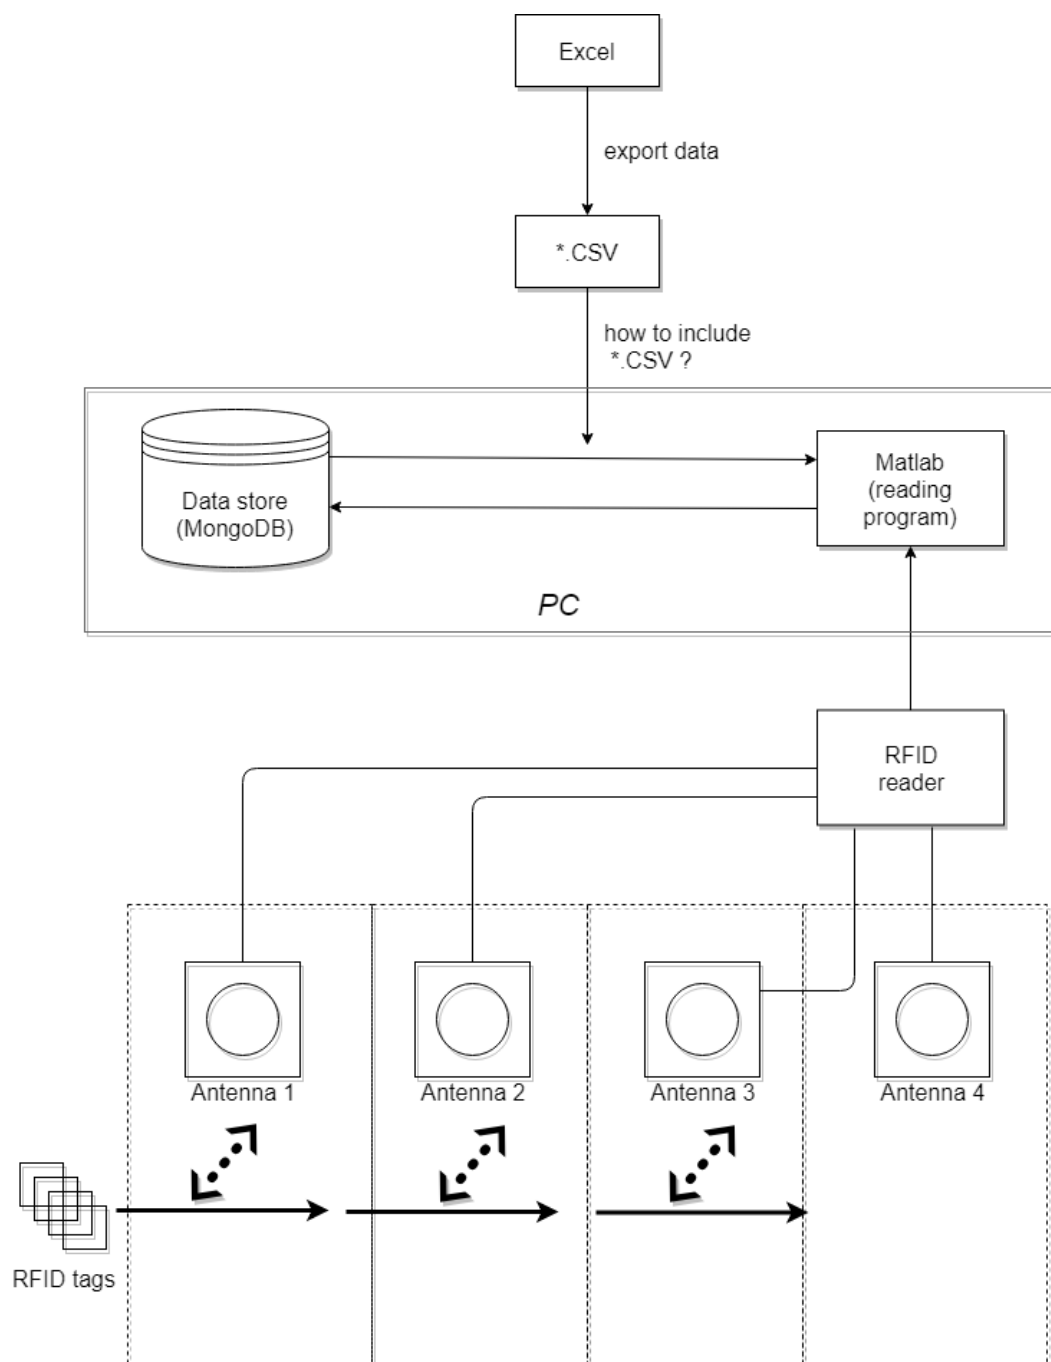 Excel
export data
*.CSV
how to include
*.CSV ?
Data store
(MongoDB)
Matlab
(reading
program)
PC
RFID
reader
Antenna 1
Antenna 2
Antenna 3
Antenna 4
RFID tags